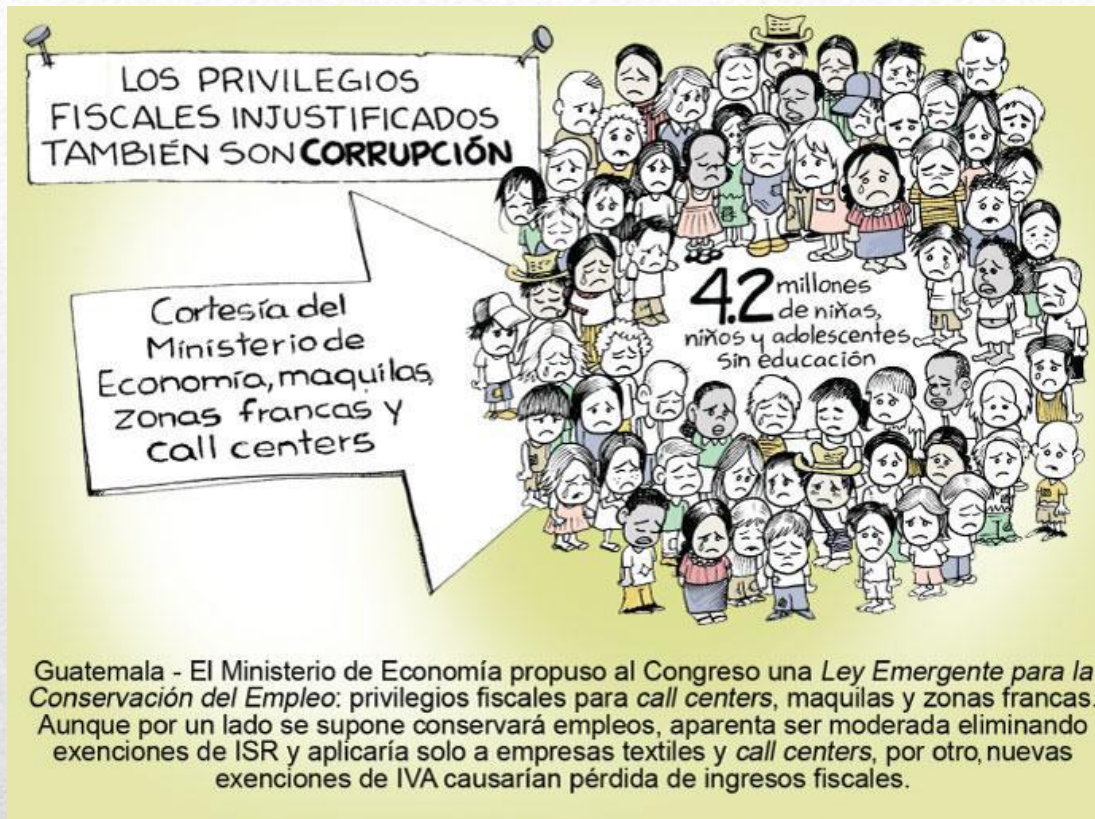 LOS PRIVILEGIOS
FISCALES INJUSTIFICADOS
TAMBIÉN SON CORRUPCIÓN
Cortesía del
Ministerio de
Economía, maquilas,
zonas francas y
call centers
4.2 millones
de niñas,
niños y adolescentes
sin educación
Guatemala - El Ministerio de Economía propuso al Congreso una Ley Emergente para la
Conservación del Empleo: privilegios fiscales para call centers, maquilas y zonas francas.
Aunque por un lado se supone conservará empleos, aparenta ser moderada eliminando
exenciones de ISR y aplicaría solo a empresas textiles y call centers, por otro, nuevas
exenciones de IVA causarían pérdida de ingresos fiscales.